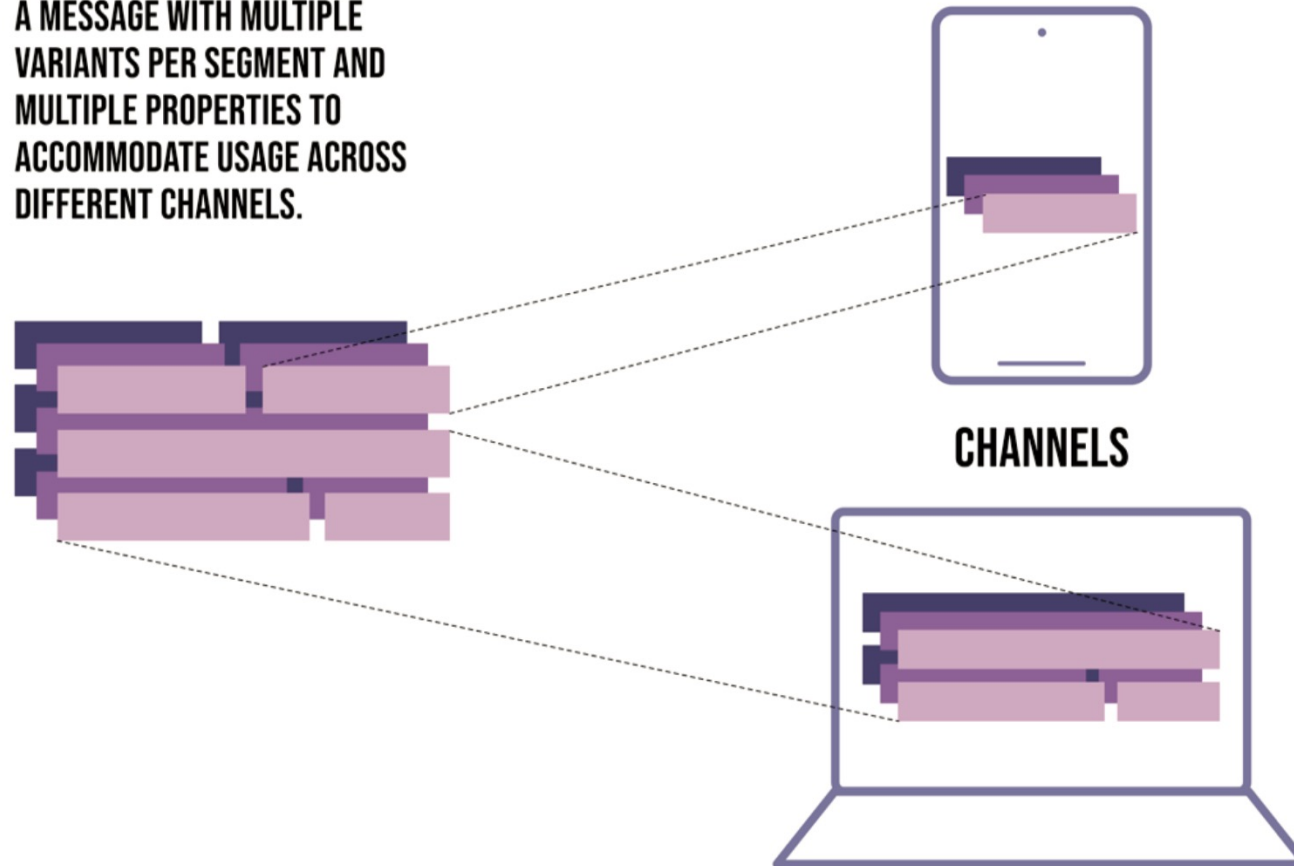 A MESSAGE WITH MULTIPLE
VARIANTS PER SEGMENT AND
MULTIPLE PROPERTIES TO
ACCOMMODATE USAGE ACROSS
DIFFERENT CHANNELS.
CHANNELS